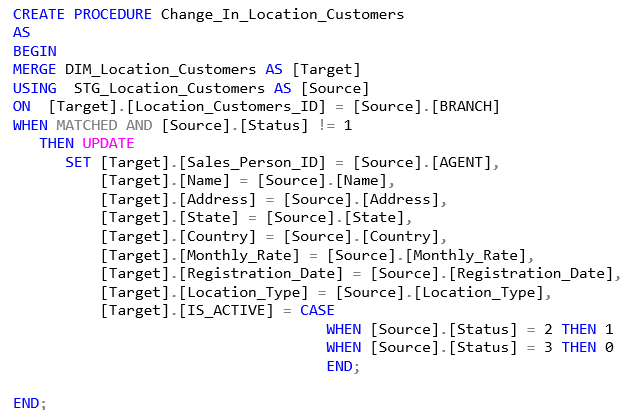 CREATE PROCEDURE Change_In_Location_Customers
AS
BEGIN
MERGE DIM_Location_Customers AS [Target]
USING  STG_Location_Customers AS [Source]
ON  [Target].[Location_Customers_ID] = [Source].[BRANCH]
WHEN MATCHED AND [Source].[Status] != 1
   THEN UPDATE
      SET [Target].[Sales_Person_ID] = [Source].[AGENT],
          [Target].[Name] = [Source].[Name],
          [Target].[Address] = [Source].[Address],
          [Target].[State] = [Source].[State],
          [Target].[Country] = [Source].[Country],
          [Target].[Monthly_Rate] = [Source].[Monthly_Rate],
          [Target].[Registration_Date] = [Source].[Registration_Date],
          [Target].[Location_Type] = [Source].[Location_Type],
          [Target].[IS_ACTIVE] = CASE
                                    WHEN [Source].[Status] = 2 THEN 1
                                    WHEN [Source].[Status] = 3 THEN 0
                                    END;
END;